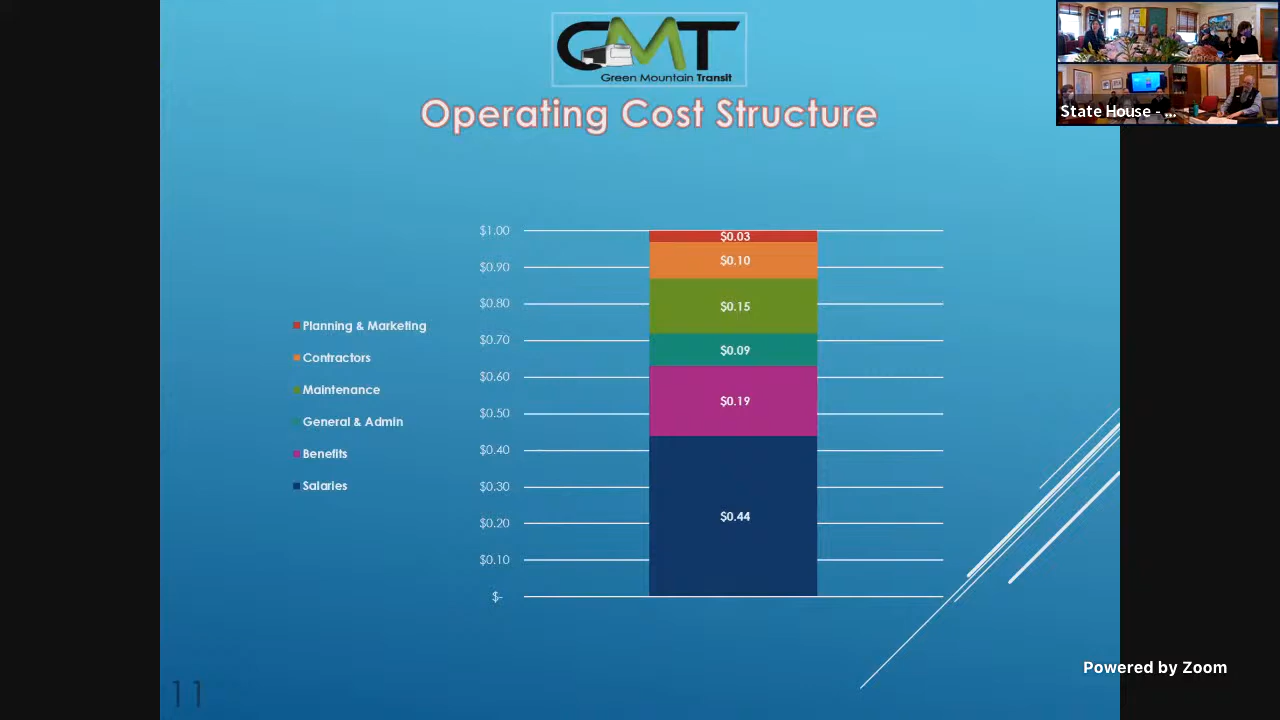 GMT
Green Mountain Transit
Operating Cost Structure
State House - ...
$1.00
$0.90
$0.80
$0.70
$0.60
$0.50
$0.40
$0.30
$0.20
$0.10
$-
$0.03
$0.10
$0.15
$0.09
$0.19
$0.44
Planning & Marketing
Contractors
Maintenance
General & Admin
Benefits
Salaries
Powered by Zoom
11